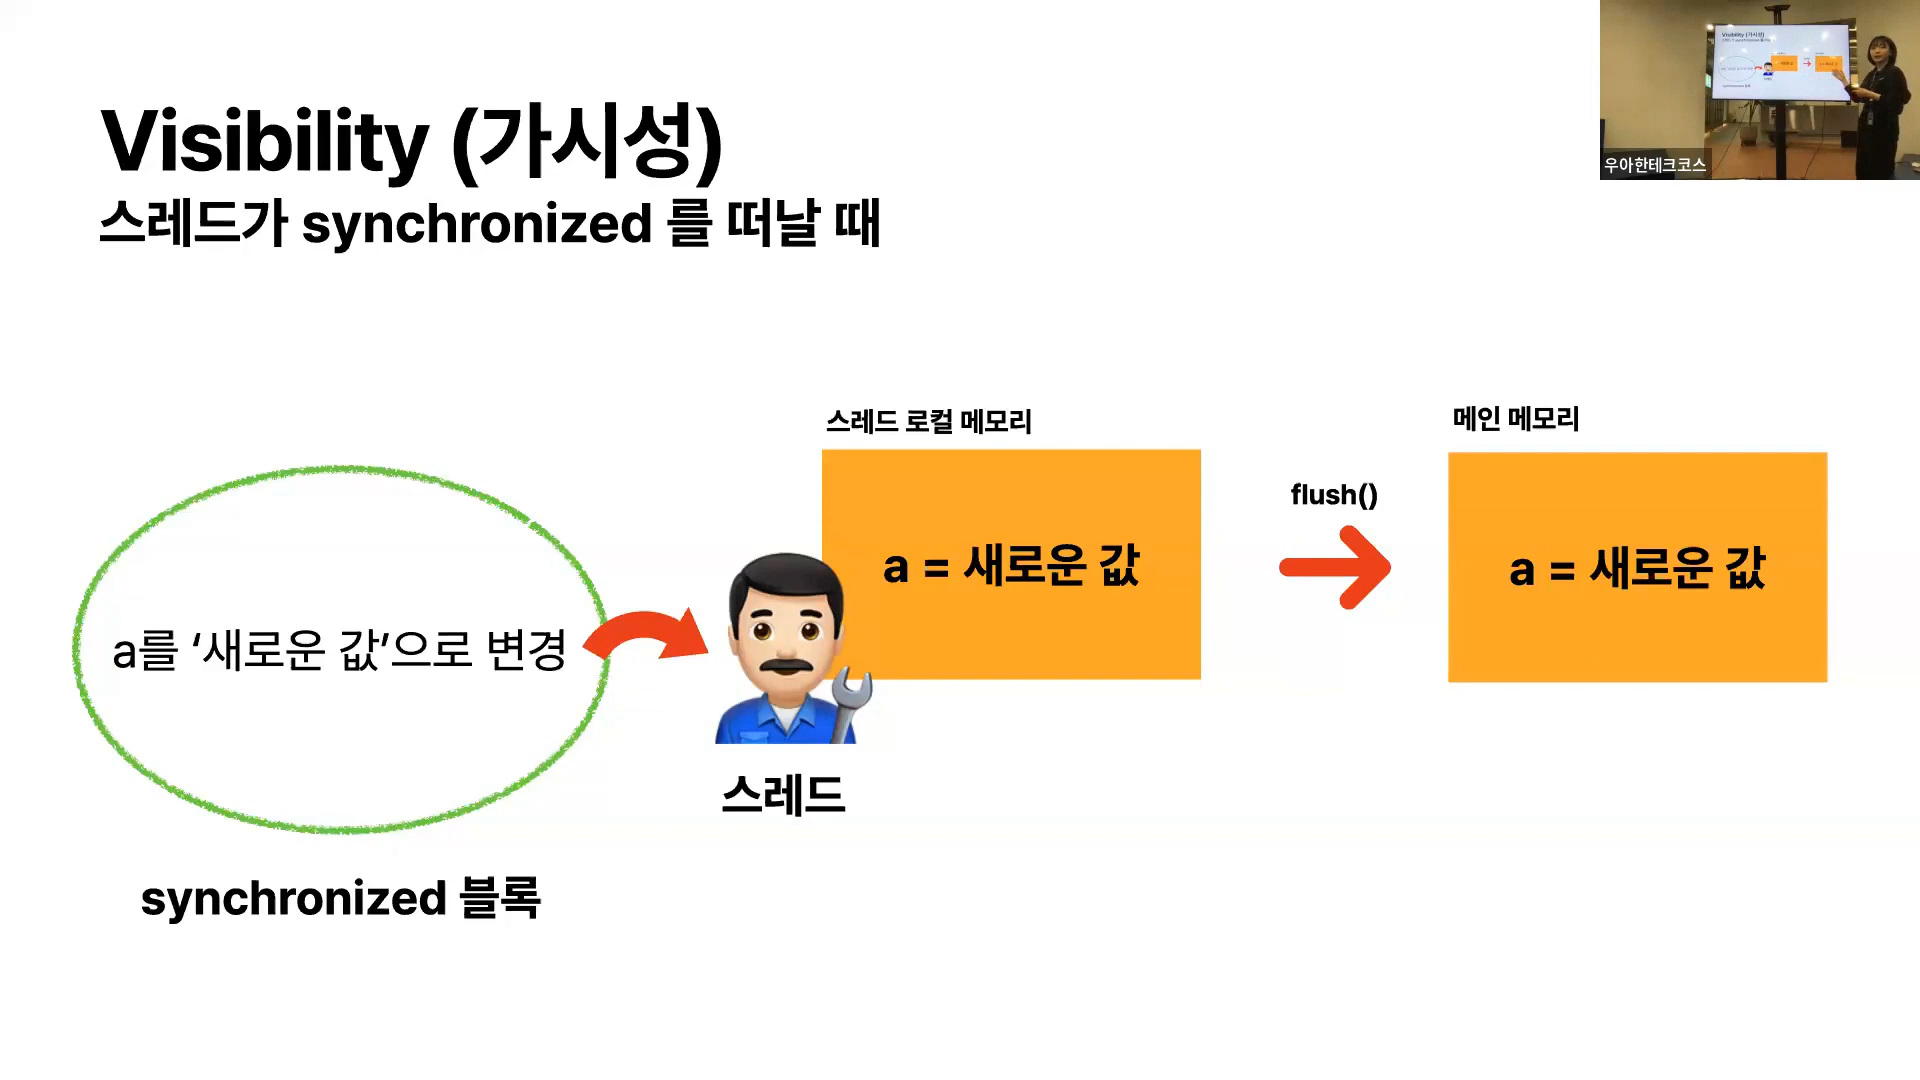 Visibility (가시성)
스레드가 synchronized 를 떠날 때
우아한테크코스
스레드 로컬 메모리
메인 메모리
flush()
a = 새로운 값
a = 새로운 값
a를 ‘새로운 값’으로 변경
스레드
synchronized 블록